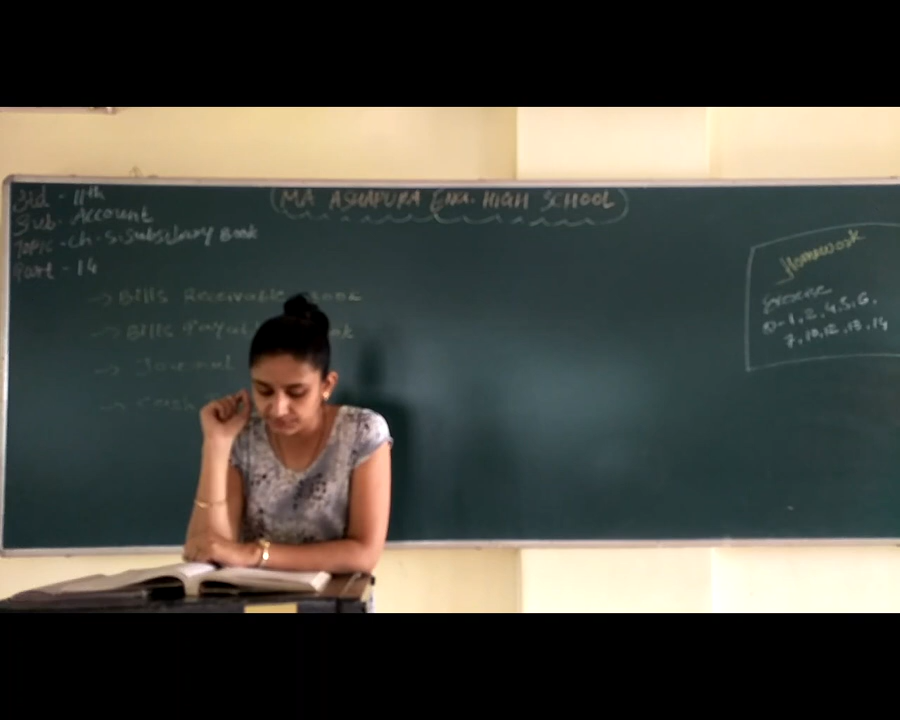 MA ASHAPURA ENG. HIGH SCHOOL
Std - 11th
Sub. Account
Topic - Ch-5. Subsidiary Book
Part - 14
→ Bills Receivable Book
→ Bills
→ Journal
→ Cash
Homework
Exercise
1, 2, 4, 5, 6,
7, 10, 12, 13, 14